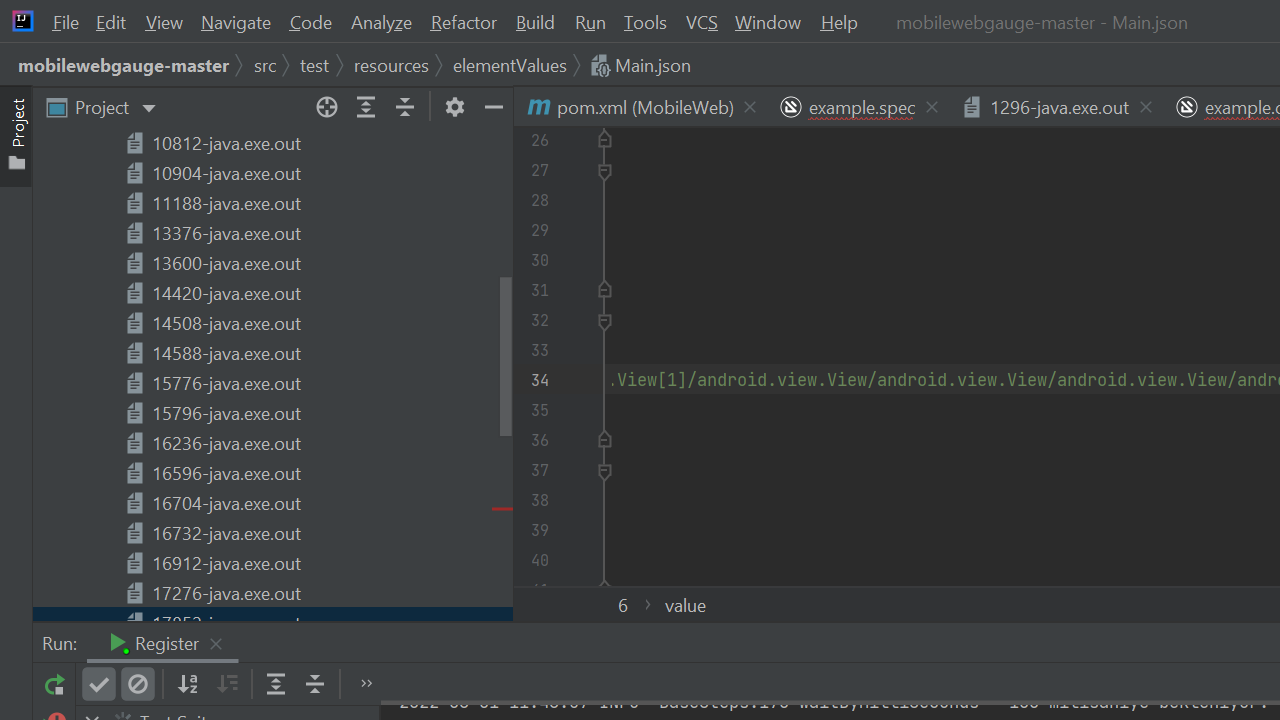 File Edit View Navigate Code Analyze Refactor Build Run Tools VCS Window Help mobilewebgauge-master - Main.json
mobilewebgauge-master src test resources elementValues Main.json
Project
Project
pom.xml (MobileWeb) example.spec 1296-java.exe.out
10812-java.exe.out
10904-java.exe.out
11188-java.exe.out
13376-java.exe.out
13600-java.exe.out
14420-java.exe.out
14508-java.exe.out
14588-java.exe.out
15776-java.exe.out
15796-java.exe.out
16236-java.exe.out
16596-java.exe.out
16704-java.exe.out
16732-java.exe.out
16912-java.exe.out
17276-java.exe.out
26
27
28
29
30
31
32
33
34 .View[1]/android.view.View/android.view.View/android.view.View/andr
35
36
37
38
39
40
6 › value
Run: Register